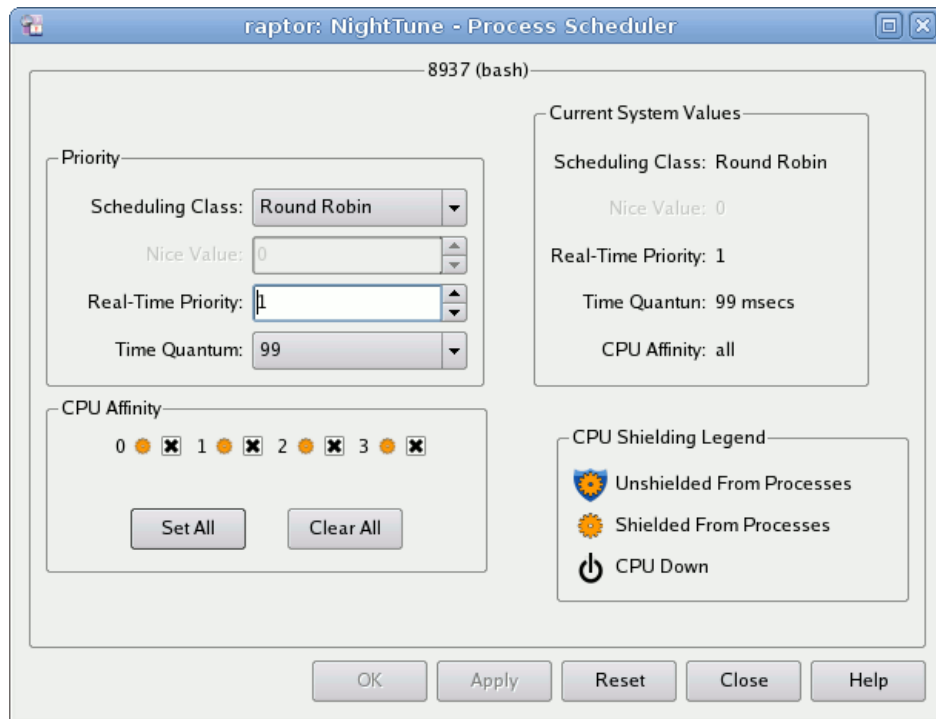 raptor: NightTune - Process Scheduler
8937 (bash)
Priority
Scheduling Class: Round Robin
Nice Value: 0
Real-Time Priority: 1
Time Quantum: 99
Current System Values
Scheduling Class: Round Robin
Nice Value: 0
Real-Time Priority: 1
Time Quantun: 99 msecs
CPU Affinity: all
CPU Affinity
0 1 2 3
Set All Clear All
CPU Shielding Legend
Unshielded From Processes
Shielded From Processes
CPU Down
OK Apply Reset Close Help